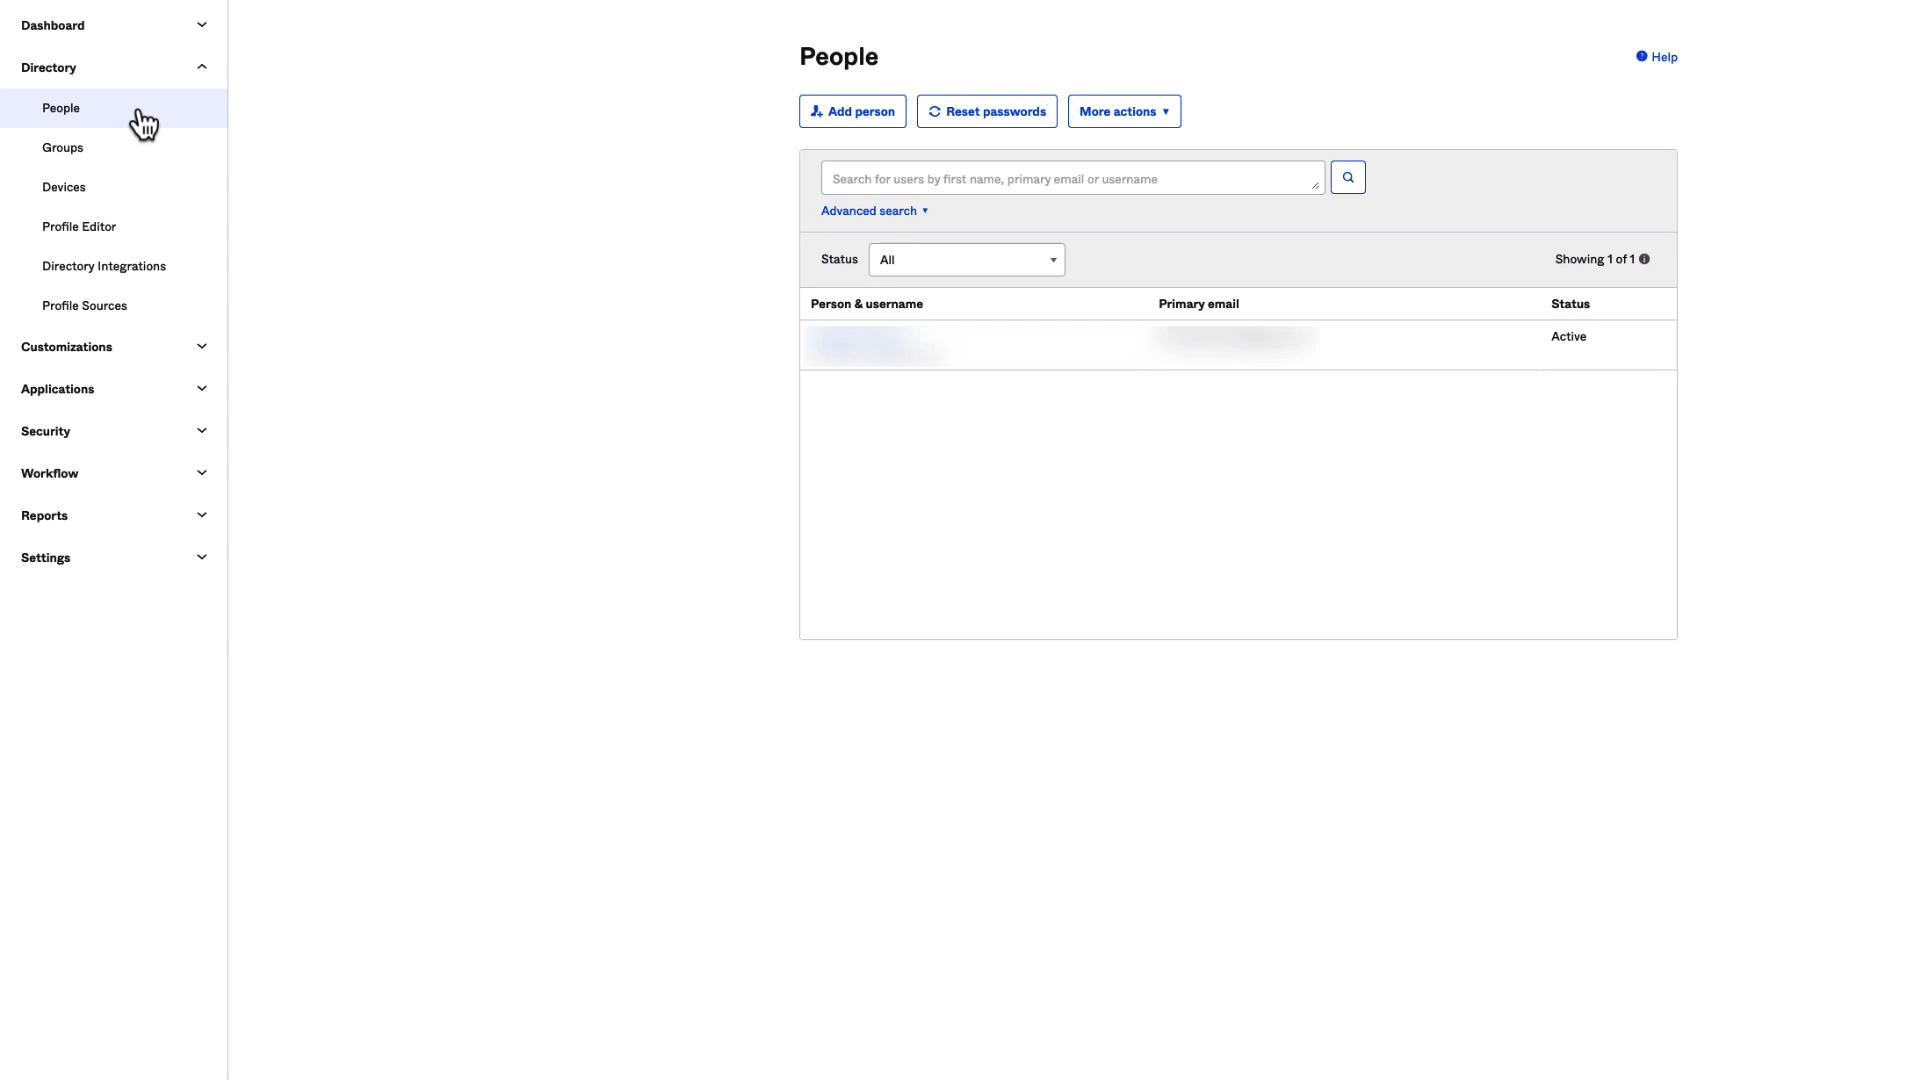 Dashboard
Directory
People
Groups
Devices
Profile Editor
Directory Integrations
Profile Sources
Customizations
Applications
Security
Workflow
Reports
Settings
People
Help
Add person
Reset passwords
More actions
Search for users by first name, primary email or username
Advanced search
Status All
Showing 1 of 1
Person & username Primary email Status
Active